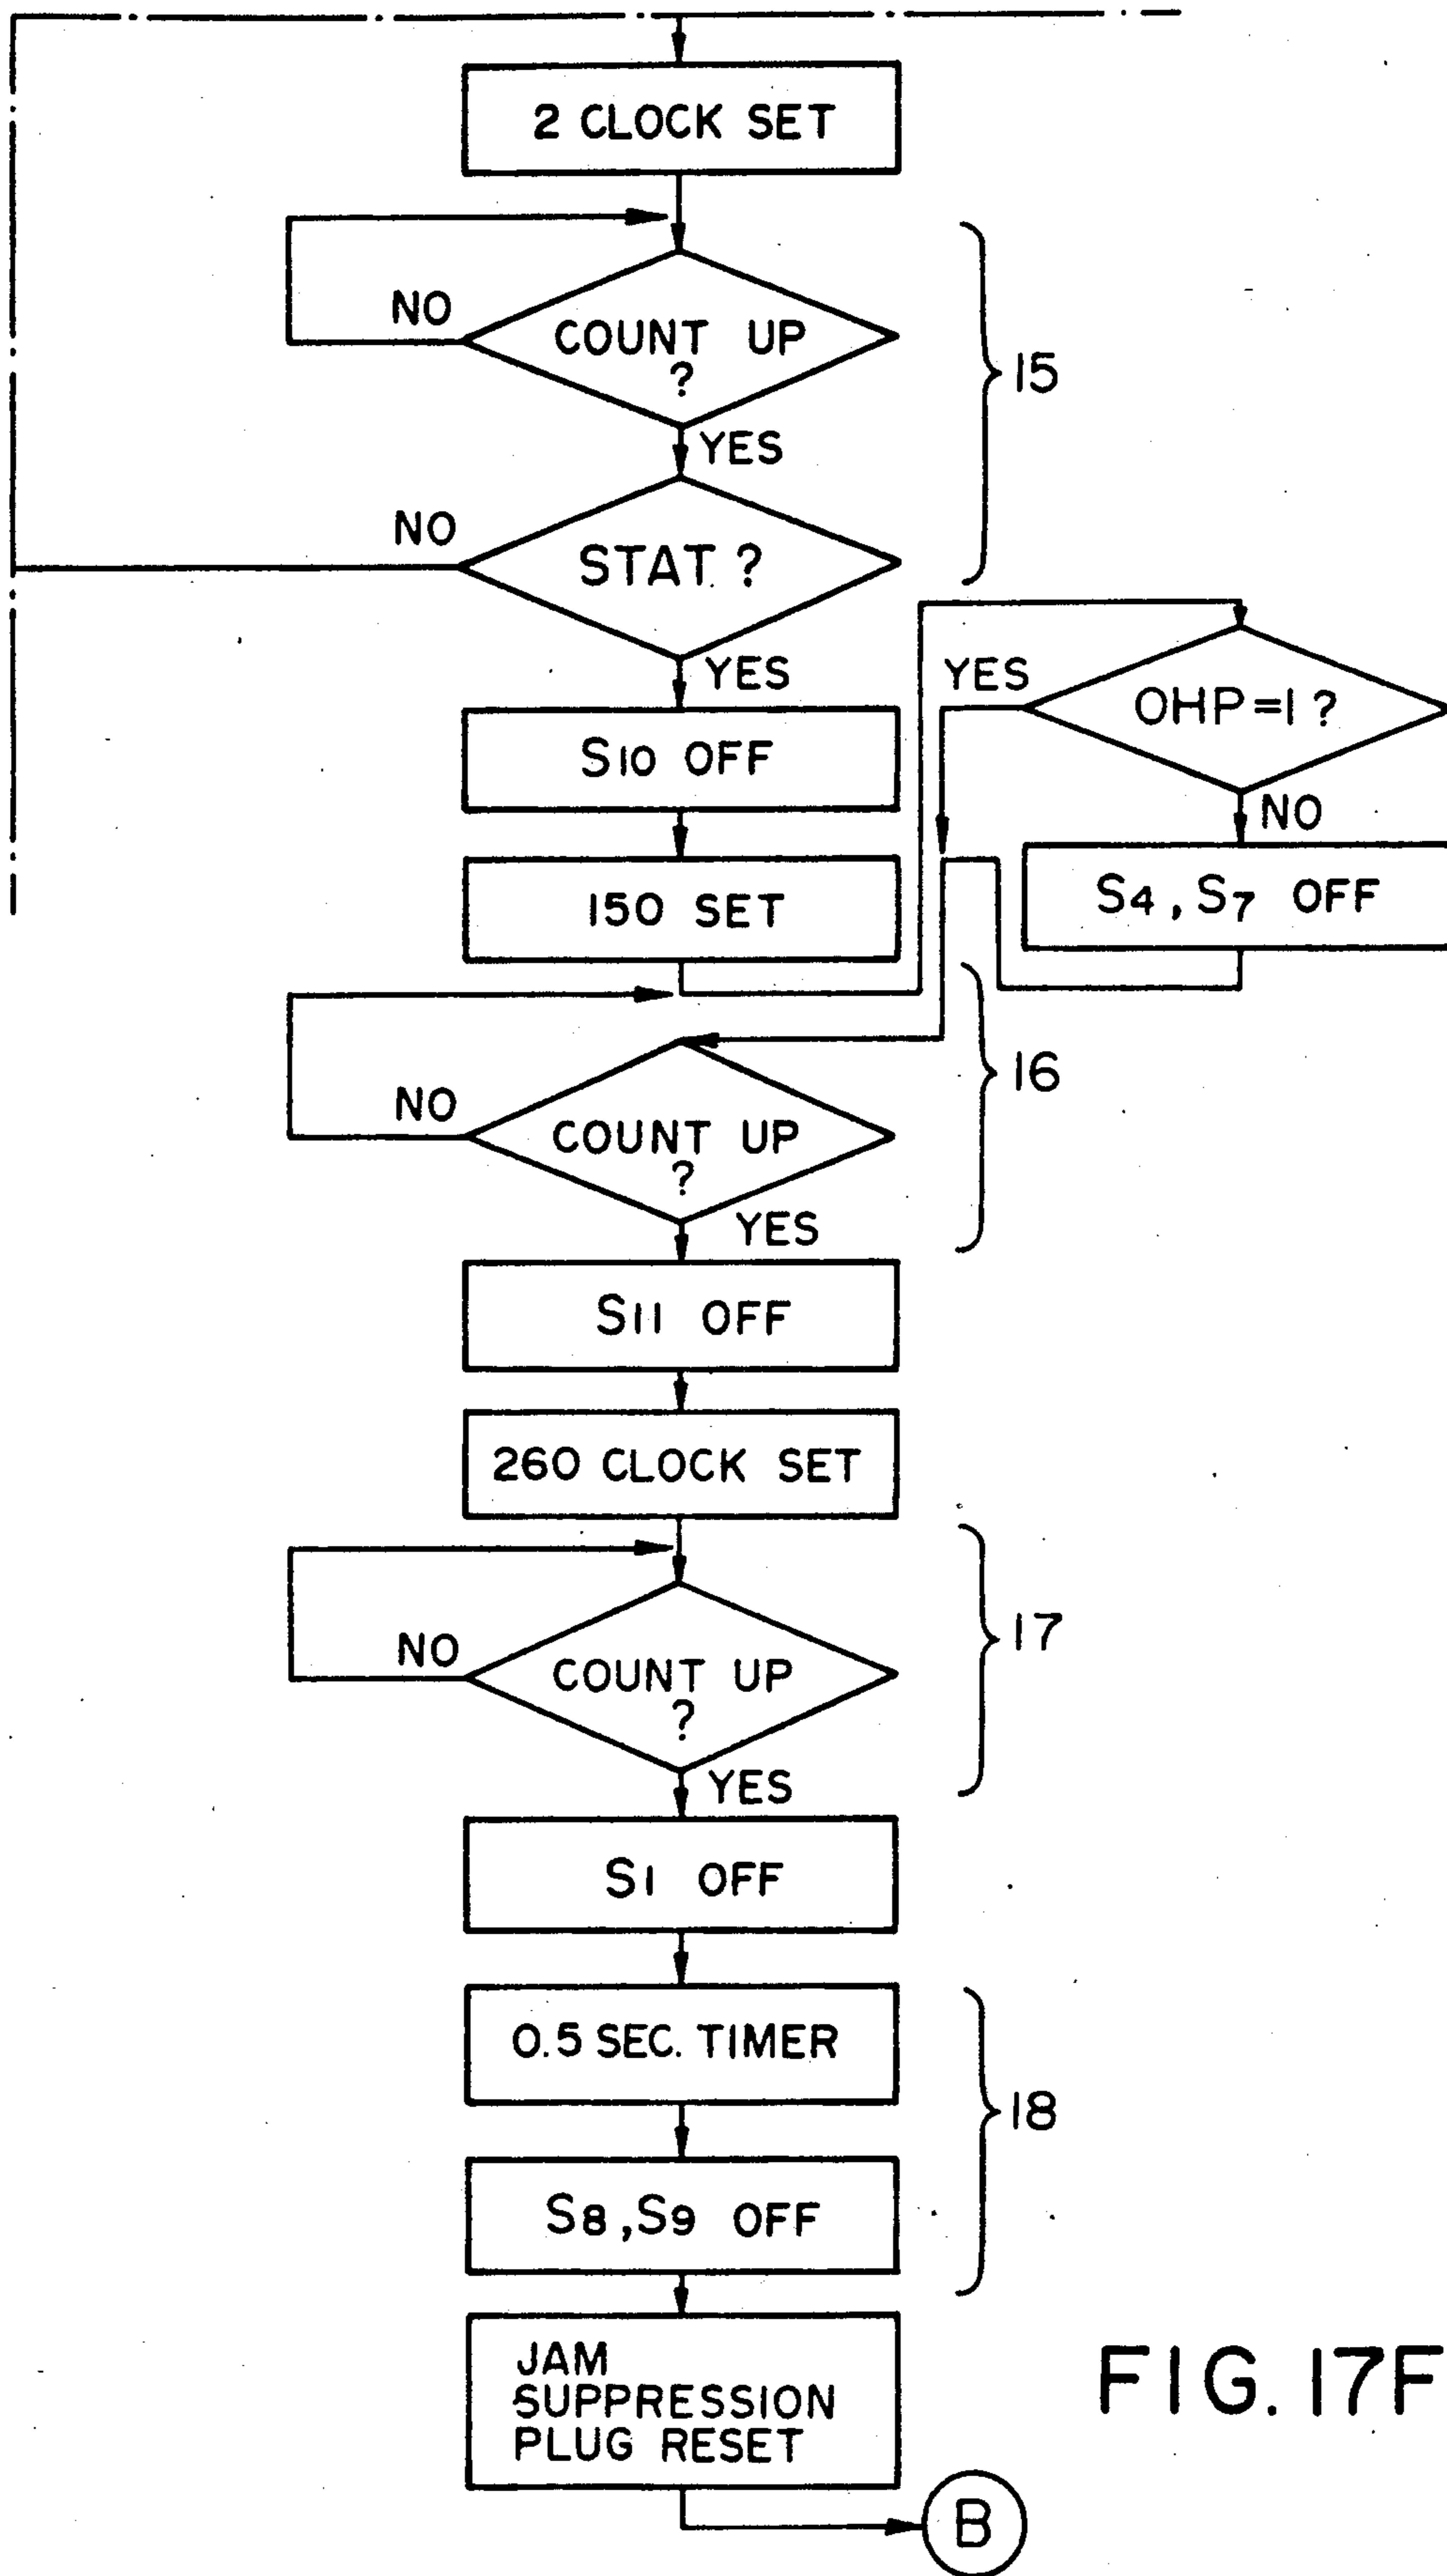 2 CLOCK SET
NO
COUNT UP
?
15
YES
NO
STAT ?
YES
YES
OHP=1 ?
S10 OFF
NO
150 SET
S4, S7 OFF
16
NO
COUNT UP
?
YES
S11 OFF
260 CLOCK SET
17
NO
COUNT UP
?
YES
S1 OFF
0.5 SEC. TIMER
18
S8, S9 OFF
JAM
SUPPRESSION
PLUG RESET
FIG. 17F
B